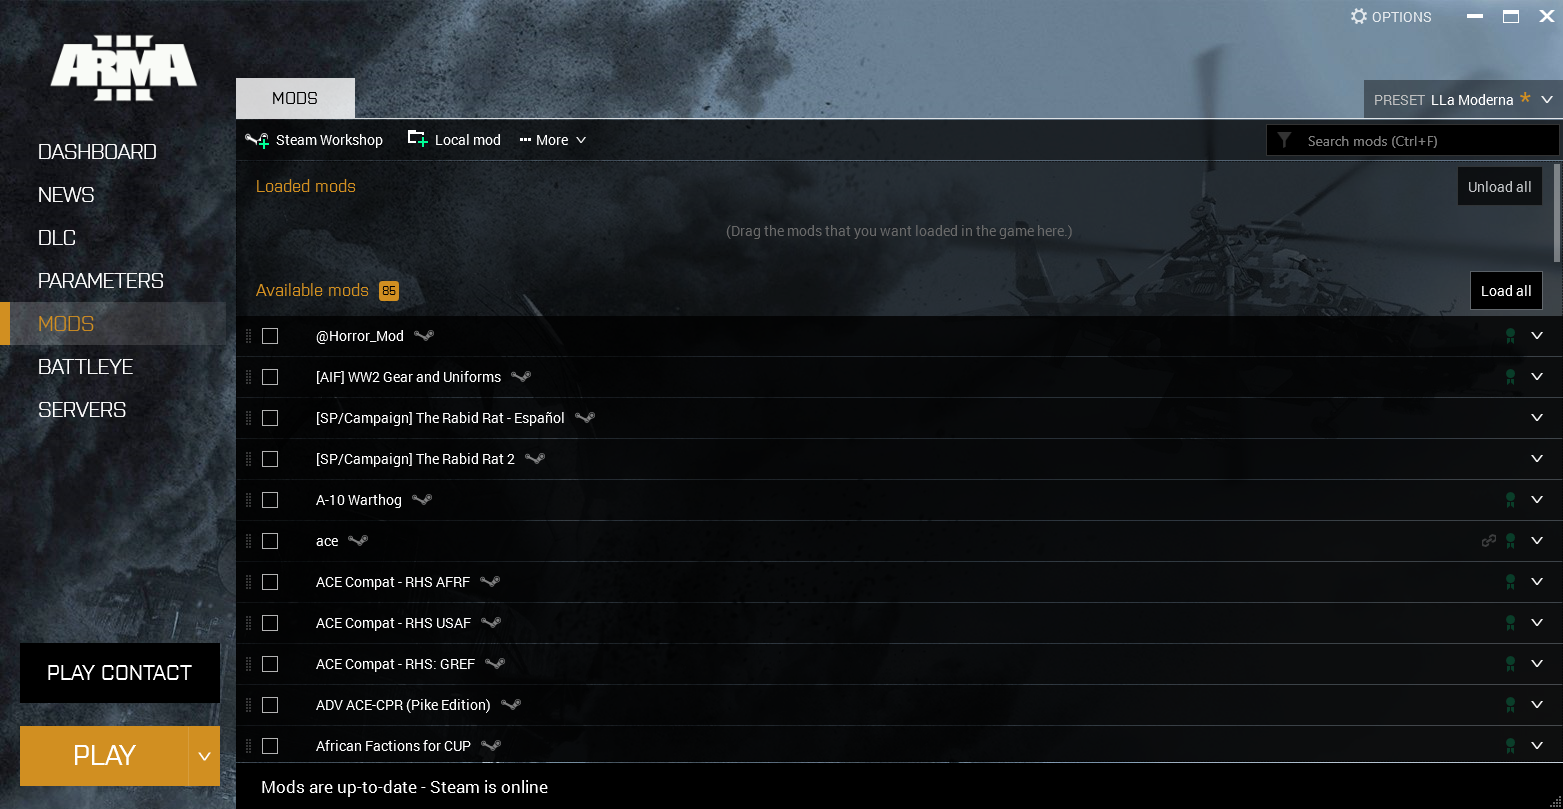 OPTIONS
ARMA III
MODS
PRESET LLa Moderna *
Steam Workshop Local mod ... More
Search mods (Ctrl+F)
DASHBOARD
NEWS
DLC
PARAMETERS
MODS
BATTLEYE
SERVERS
PLAY CONTACT
PLAY
Loaded mods
Unload all
(Drag the mods that you want loaded in the game here.)
Available mods 85
Load all
@Horror_Mod
[AIF] WW2 Gear and Uniforms
[SP/Campaign] The Rabid Rat - Español
[SP/Campaign] The Rabid Rat 2
A-10 Warthog
ace
ACE Compat - RHS AFRF
ACE Compat - RHS USAF
ACE Compat - RHS: GREF
ADV ACE-CPR (Pike Edition)
African Factions for CUP
Mods are up-to-date - Steam is online